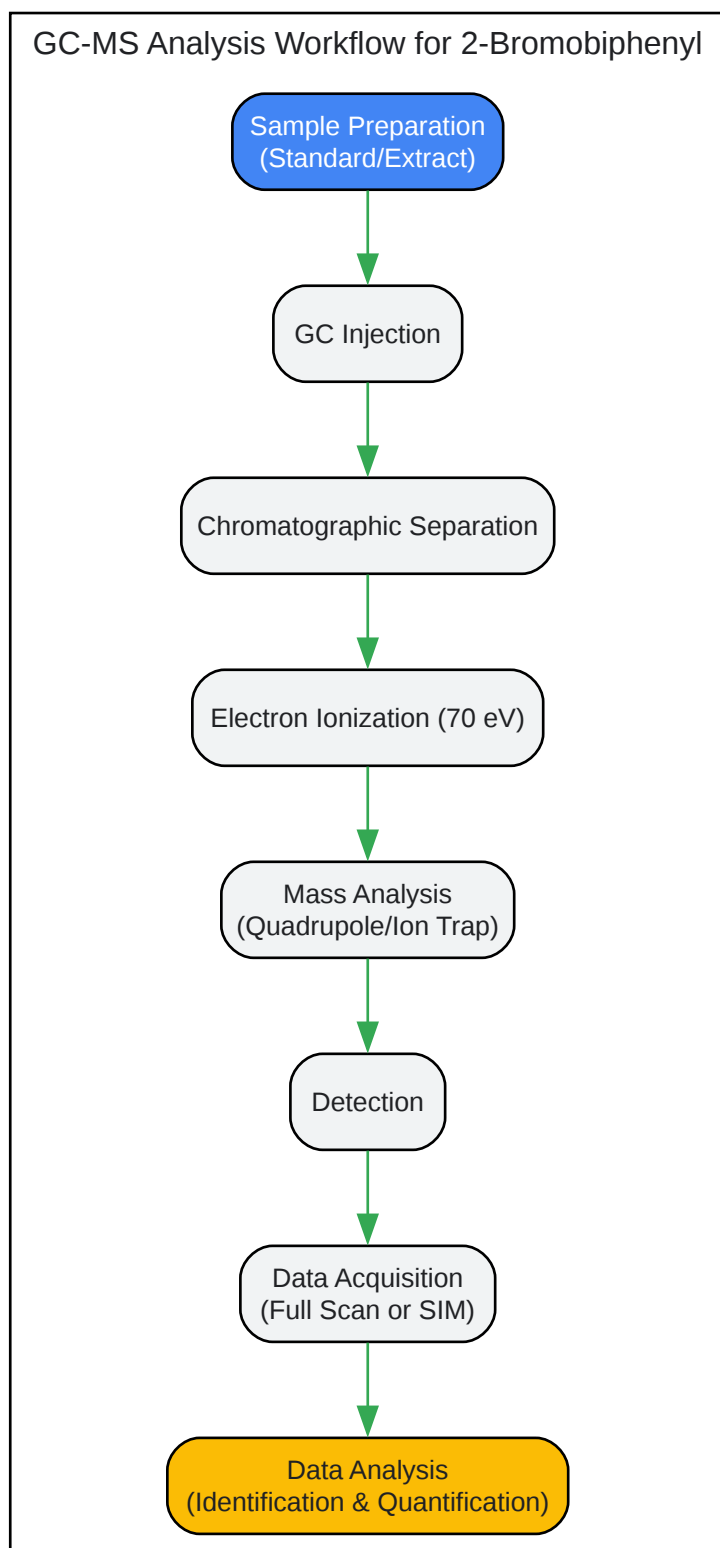 GC-MS Analysis Workflow for 2-Bromobiphenyl
Sample Preparation
(Standard/Extract)
GC Injection
Chromatographic Separation
Electron Ionization (70 eV)
Mass Analysis
(Quadrupole/Ion Trap)
Detection
Data Acquisition
(Full Scan or SIM)
Data Analysis
(Identification & Quantification)